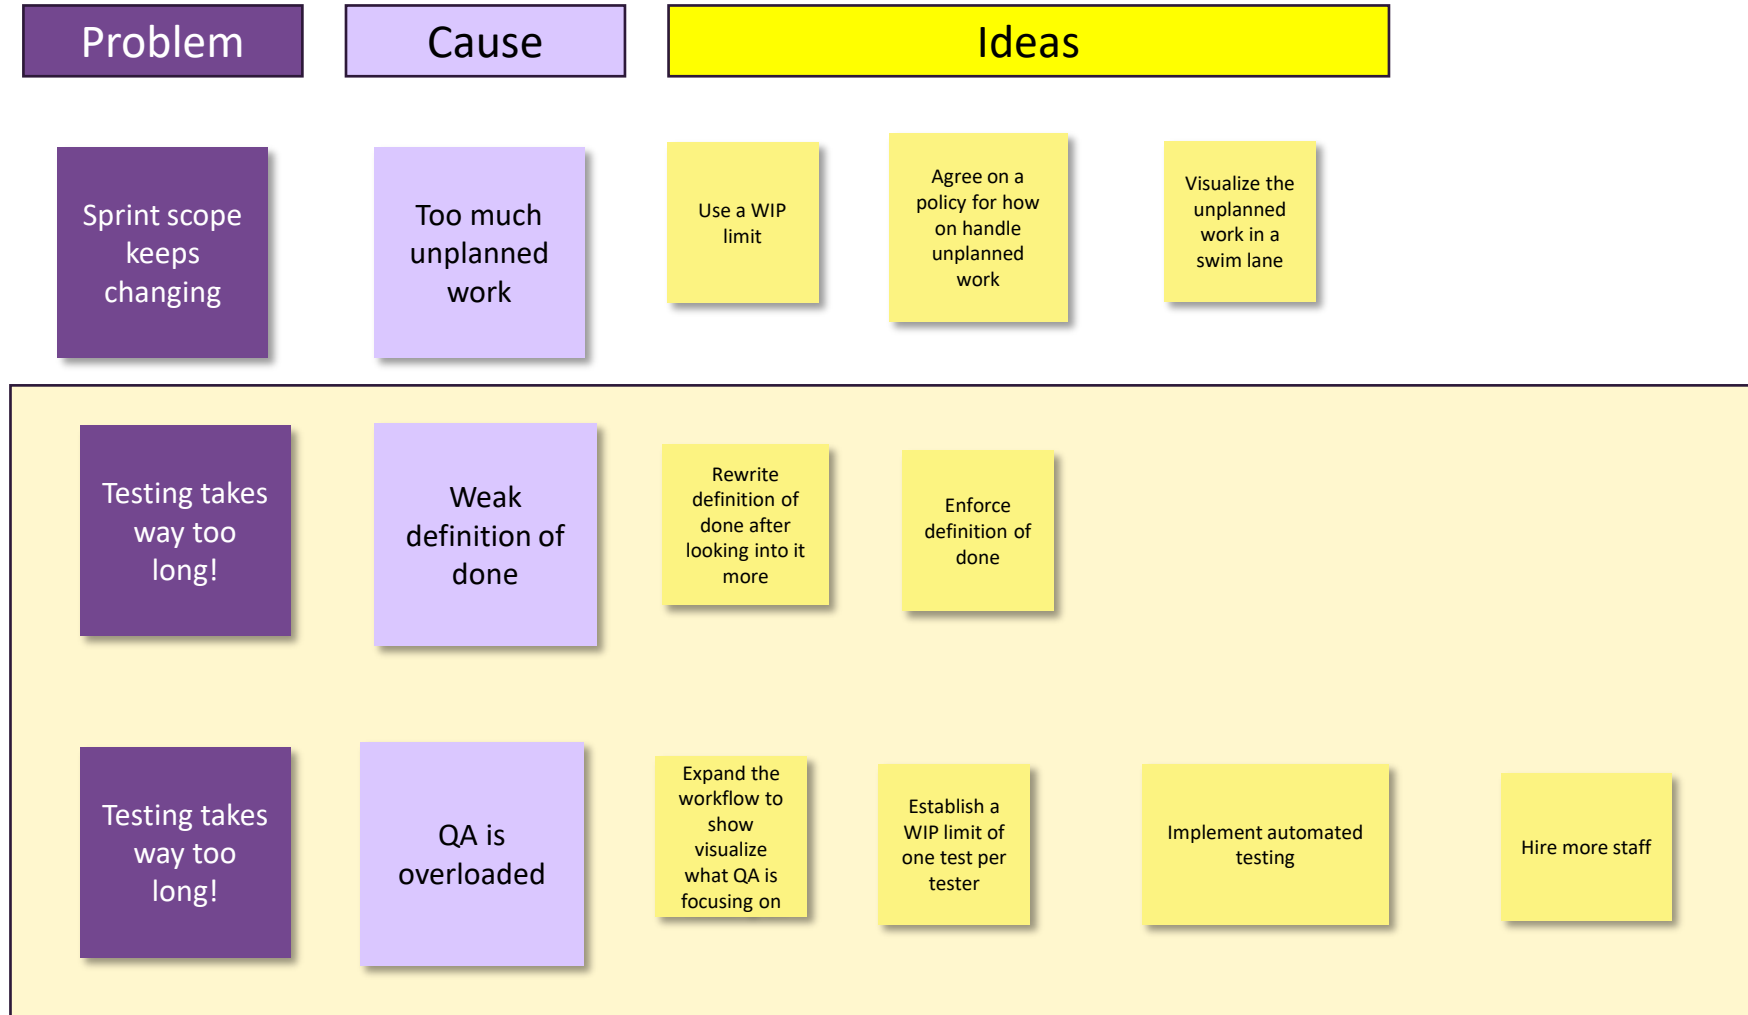 Problem
Cause
Ideas
Sprint scope
keeps
changing
Too much
unplanned
work
Use a WIP
limit
Agree on a
policy for how
on handle
unplanned
work
Visualize the
unplanned
work in a
swim lane
Testing takes
way too
long!
Weak
definition of
done
Rewrite
definition of
done after
looking into it
more
Enforce
definition of
done
Testing takes
way too
long!
QA is
overloaded
Expand the
workflow to
show
visualize
what QA is
focusing on
Establish a
WIP limit of
one test per
tester
Implement automated
testing
Hire more staff